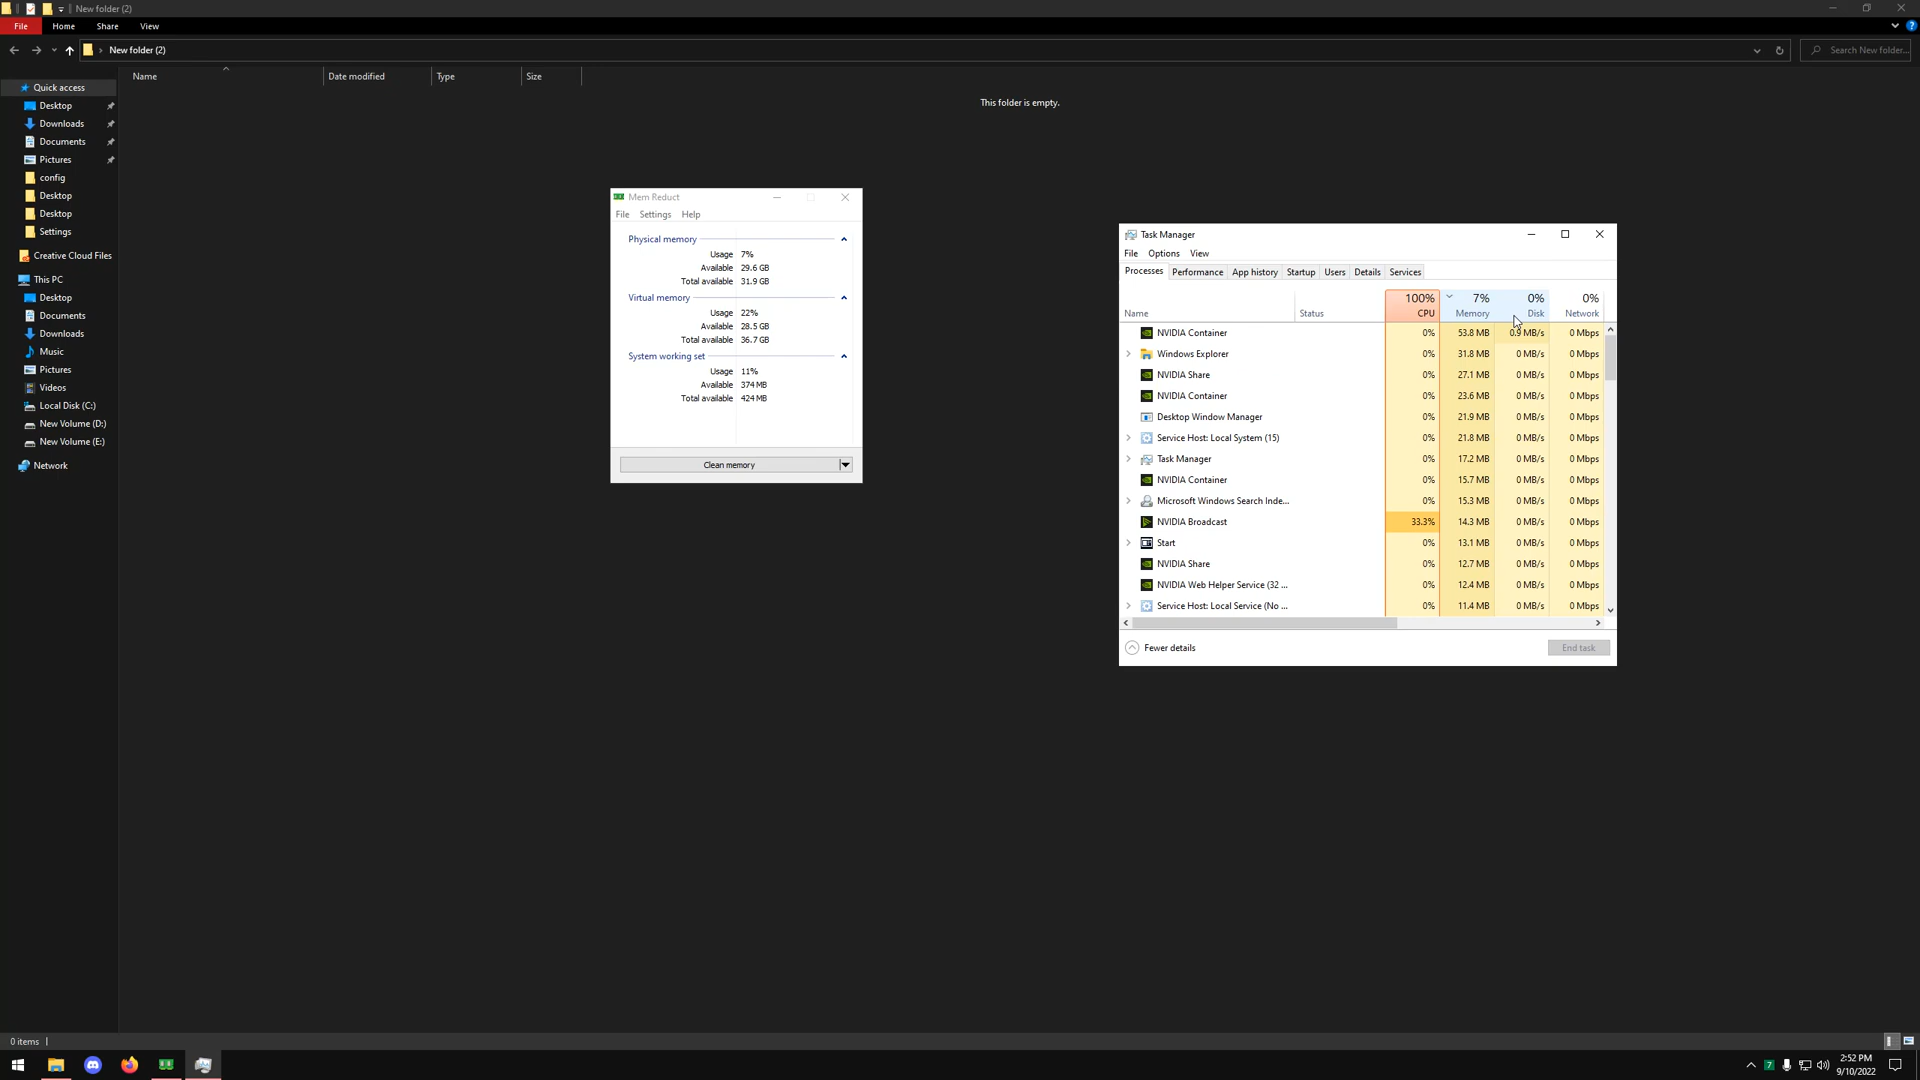 New folder (2)
File Home Share View
New folder (2)
Search New folder...
Name Date modified Type Size
This folder is empty.
Quick access
Desktop
Downloads
Documents
Pictures
config
Desktop
Desktop
Settings
Creative Cloud Files
This PC
Desktop
Documents
Downloads
Music
Pictures
Videos
Local Disk (C:)
New Volume (D:)
New Volume (E:)
Network
Mem Reduct
File Settings Help
Physical memory
Usage 7%
Available 29.6 GB
Total available 31.9 GB
Virtual memory
Usage 22%
Available 28.5 GB
Total available 36.7 GB
System working set
Usage 11%
Available 374 MB
Total available 424 MB
Clean memory
Task Manager
File Options View
Processes Performance App history Startup Users Details Services
100% 7% 0% 0%
Name Status CPU Memory Disk Network
NVIDIA Container 0% 53.8 MB 0.9 MB/s 0 Mbps
Windows Explorer 0% 31.8 MB 0 MB/s 0 Mbps
NVIDIA Share 0% 27.1 MB 0 MB/s 0 Mbps
NVIDIA Container 0% 23.6 MB 0 MB/s 0 Mbps
Desktop Window Manager 0% 21.9 MB 0 MB/s 0 Mbps
Service Host: Local System (15) 0% 21.8 MB 0 MB/s 0 Mbps
Task Manager 0% 17.2 MB 0 MB/s 0 Mbps
NVIDIA Container 0% 15.7 MB 0 MB/s 0 Mbps
Microsoft Windows Search Inde... 0% 15.3 MB 0 MB/s 0 Mbps
NVIDIA Broadcast 33.3% 14.3 MB 0 MB/s 0 Mbps
Start 0% 13.1 MB 0 MB/s 0 Mbps
NVIDIA Share 0% 12.7 MB 0 MB/s 0 Mbps
NVIDIA Web Helper Service (32 ... 0% 12.4 MB 0 MB/s 0 Mbps
Service Host: Local Service (No ... 0% 11.4 MB 0 MB/s 0 Mbps
Fewer details End task
0 items
7
2:52 PM
9/10/2022